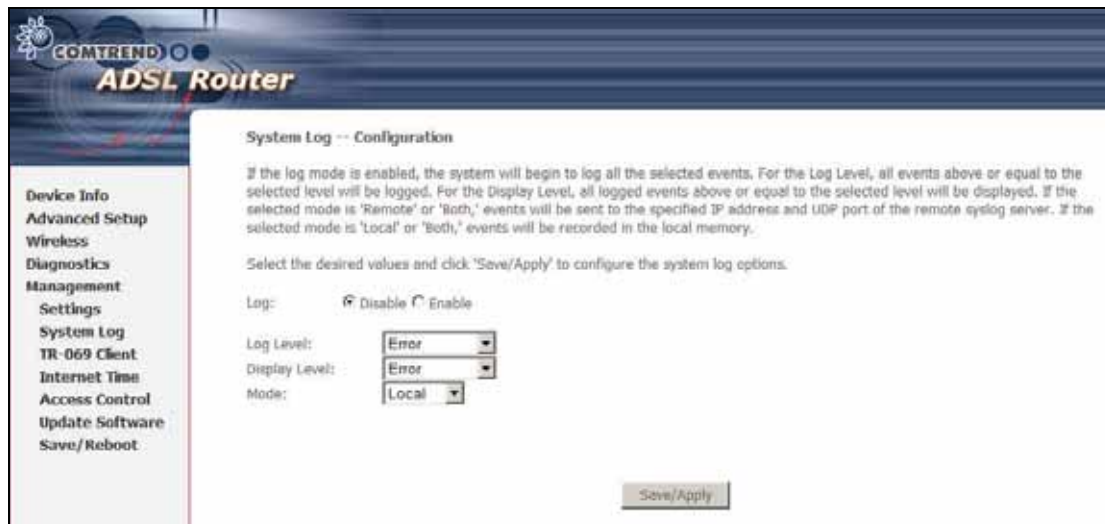 COMTREND
ADSL Router
Device Info
Advanced Setup
Wireless
Diagnostics
Management
Settings
System Log
TR-069 Client
Internet Time
Access Control
Update Software
Save/Reboot
System Log -- Configuration
If the log mode is enabled, the system will begin to log all the selected events. For the Log Level, all events above or equal to the
selected level will be logged. For the Display Level, all logged events above or equal to the selected level will be displayed. If the
selected mode is 'Remote' or 'Both,' events will be sent to the specified IP address and UDP port of the remote syslog server. If the
selected mode is 'Local' or 'Both,' events will be recorded in the local memory.
Select the desired values and click 'Save/Apply' to configure the system log options.
Log: Disable Enable
Log Level: Error
Display Level: Error
Mode: Local
Save/Apply